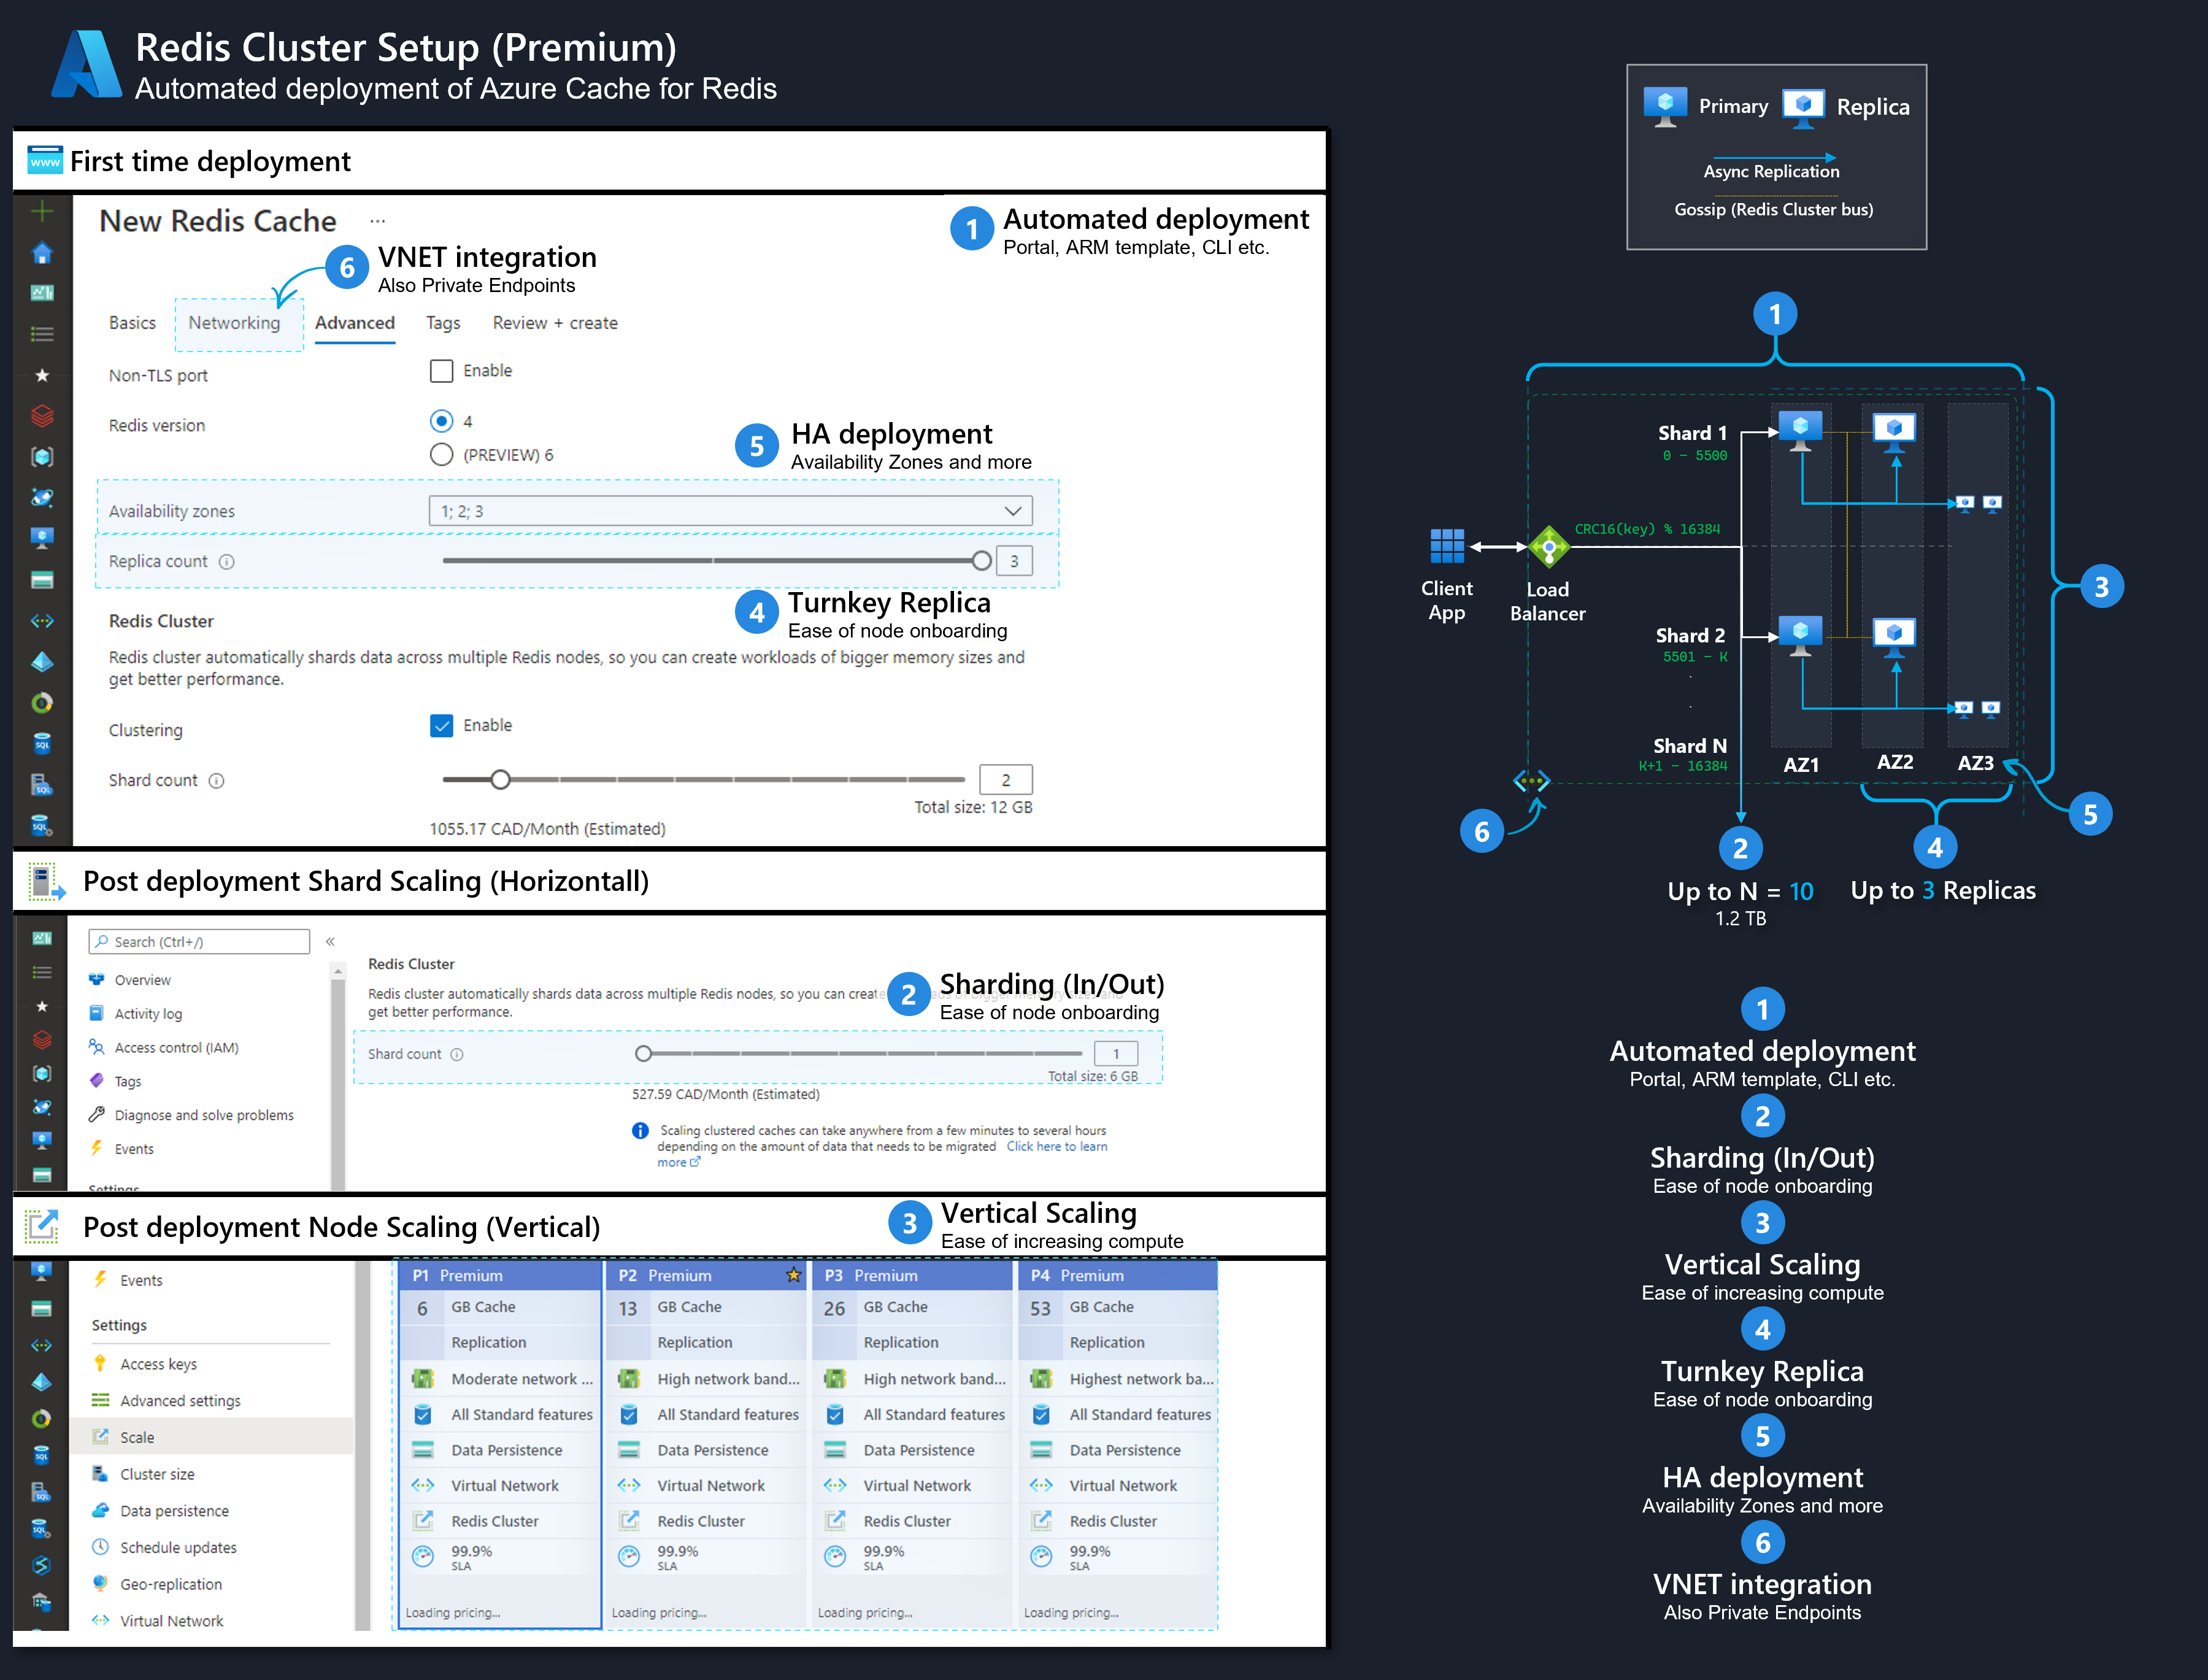 Redis Cluster Setup (Premium)
Automated deployment of Azure Cache for Redis
www First time deployment
New Redis Cache ...
1 Automated deployment
Portal, ARM template, CLI etc.
6 VNET integration
Also Private Endpoints
Basics Networking Advanced Tags Review + create
Non-TLS port Enable
Redis version 4
(PREVIEW) 6
5 HA deployment
Availability Zones and more
Availability zones 1; 2; 3
Replica count 3
4 Turnkey Replica
Ease of node onboarding
Redis Cluster
Redis cluster automatically shards data across multiple Redis nodes, so you can create workloads of bigger memory sizes and
get better performance.
Clustering Enable
Shard count 2
Total size: 12 GB
1055.17 CAD/Month (Estimated)
Post deployment Shard Scaling (Horizontall)
Search (Ctrl+/) «
Overview
Activity log
Access control (IAM)
Tags
Diagnose and solve problems
Events
Settings
Redis Cluster
Redis cluster automatically shards data across multiple Redis nodes, so you can create
get better performance.
2 Sharding (In/Out)
Ease of node onboarding
Shard count 1
Total size: 6 GB
527.59 CAD/Month (Estimated)
Scaling clustered caches can take anywhere from a few minutes to several hours
depending on the amount of data that needs to be migrated Click here to learn
more
Post deployment Node Scaling (Vertical)
3 Vertical Scaling
Ease of increasing compute
Events
Settings
Access keys
Advanced settings
Scale
Cluster size
Data persistence
Schedule updates
Geo-replication
Virtual Network
P1 Premium
6 GB Cache
Replication
Moderate network ...
All Standard features
Data Persistence
Virtual Network
Redis Cluster
99.9%
SLA
Loading pricing...
P2 Premium
13 GB Cache
Replication
High network band...
All Standard features
Data Persistence
Virtual Network
Redis Cluster
99.9%
SLA
Loading pricing...
P3 Premium
26 GB Cache
Replication
High network band...
All Standard features
Data Persistence
Virtual Network
Redis Cluster
99.9%
SLA
Loading pricing...
P4 Premium
53 GB Cache
Replication
Highest network ba...
All Standard features
Data Persistence
Virtual Network
Redis Cluster
99.9%
SLA
Loading pricing...
Primary Replica
Async Replication
Gossip (Redis Cluster bus)
1
Shard 1
0 - 5500
CRC16(key) % 16384
Client
App
Load
Balancer
3
Shard 2
5501 - K
.
.
Shard N
K+1 - 16384
AZ1 AZ2 AZ3
6
2
4
5
Up to N = 10
1.2 TB
Up to 3 Replicas
1
Automated deployment
Portal, ARM template, CLI etc.
2
Sharding (In/Out)
Ease of node onboarding
3
Vertical Scaling
Ease of increasing compute
4
Turnkey Replica
Ease of node onboarding
5
HA deployment
Availability Zones and more
6
VNET integration
Also Private Endpoints